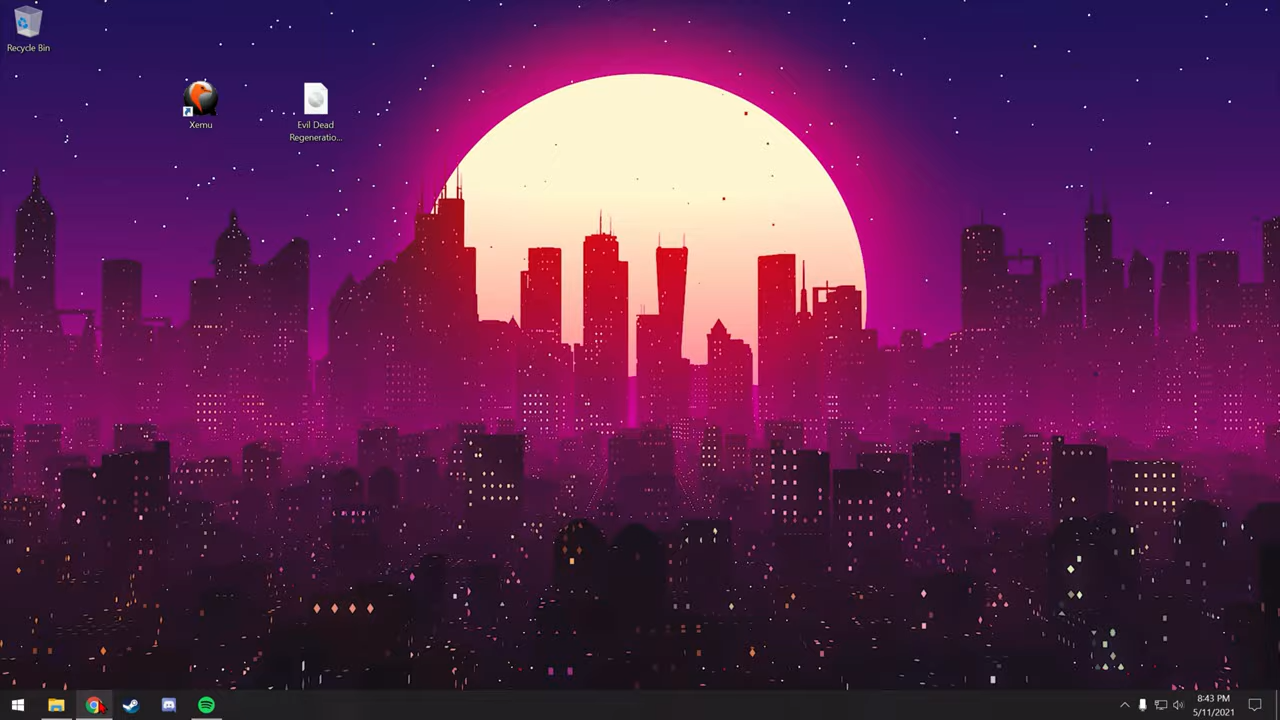 Recycle Bin
Xemu
Evil Dead
Regeneratio...
8:43 PM
5/11/2021